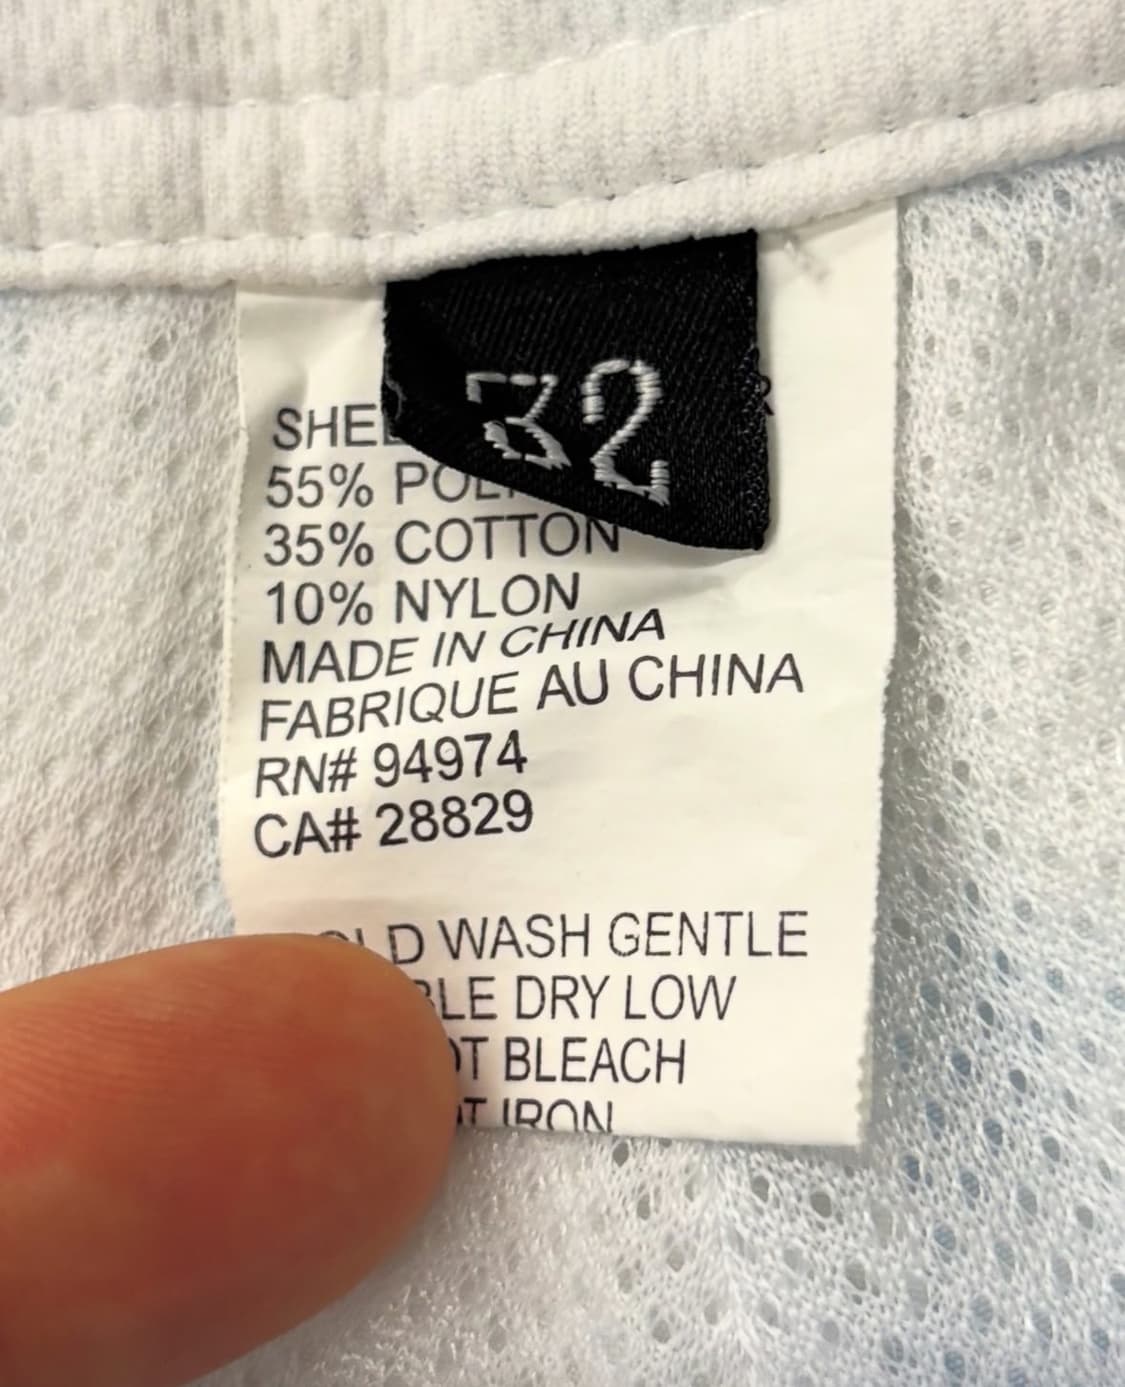 32
55%
35% COTTON
10% NYLON
MADE IN CHINA
FABRIQUE AU CHINA
RN# 94974
CA# 28829
WASH GENTLE
DRY LOW
BLEACH
IRON